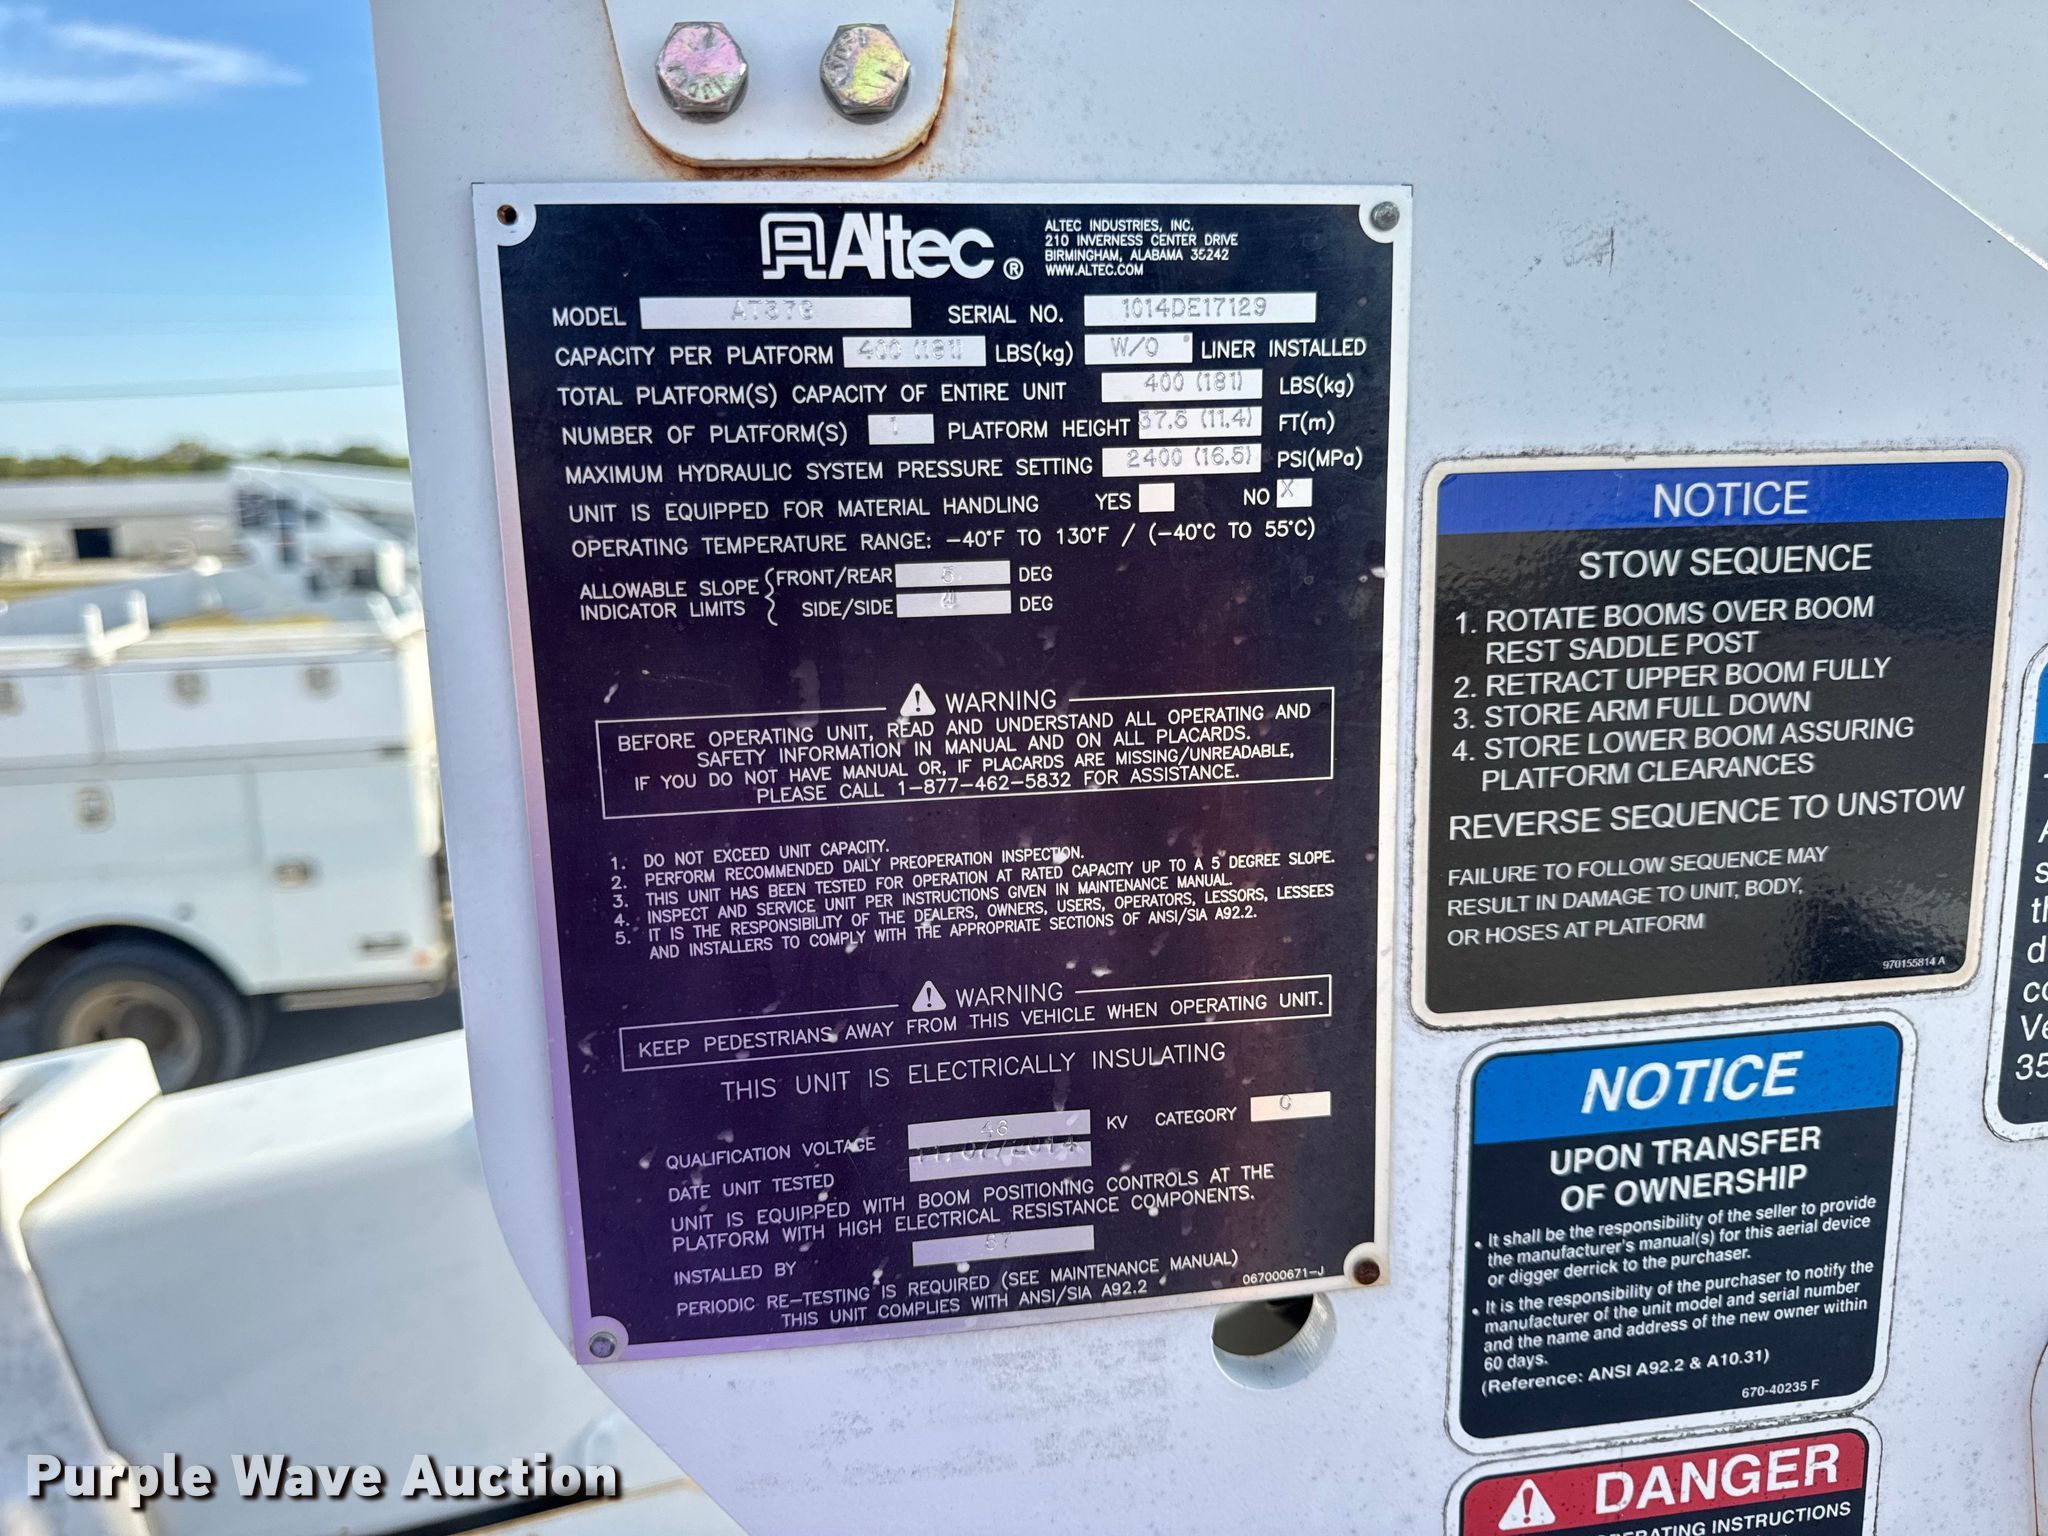 Altec®
ALTEC INDUSTRIES, INC.
210 INVERNESS CENTER DRIVE
BIRMINGHAM, ALABAMA 35242
WWW.ALTEC.COM
MODEL AT37G SERIAL NO. 1014DE17129
CAPACITY PER PLATFORM 400 (181) LBS(kg) W/O LINER INSTALLED
TOTAL PLATFORM(S) CAPACITY OF ENTIRE UNIT 400 (181) LBS(kg)
NUMBER OF PLATFORM(S) 1 PLATFORM HEIGHT 37.5 (11.4) FT(m)
MAXIMUM HYDRAULIC SYSTEM PRESSURE SETTING 2400 (16.5) PSI(MPa)
UNIT IS EQUIPPED FOR MATERIAL HANDLING YES NO X
OPERATING TEMPERATURE RANGE: -40°F TO 130°F / (-40°C TO 55°C)
ALLOWABLE SLOPE FRONT/REAR 5 DEG
INDICATOR LIMITS SIDE/SIDE DEG
WARNING
BEFORE OPERATING UNIT, READ AND UNDERSTAND ALL OPERATING AND
SAFETY INFORMATION IN MANUAL AND ON ALL PLACARDS.
IF YOU DO NOT HAVE MANUAL OR, IF PLACARDS ARE MISSING/UNREADABLE,
PLEASE CALL 1-877-462-5832 FOR ASSISTANCE.
1. DO NOT EXCEED UNIT CAPACITY.
2. PERFORM RECOMMENDED DAILY PREOPERATION INSPECTION.
3. THIS UNIT HAS BEEN TESTED FOR OPERATION AT RATED CAPACITY UP TO A 5 DEGREE SLOPE.
4. INSPECT AND SERVICE UNIT PER INSTRUCTIONS GIVEN IN MAINTENANCE MANUAL.
5. IT IS THE RESPONSIBILITY OF THE DEALERS, OWNERS, USERS, OPERATORS, LESSORS, LESSEES
AND INSTALLERS TO COMPLY WITH THE APPROPRIATE SECTIONS OF ANSI/SIA A92.2.
WARNING
KEEP PEDESTRIANS AWAY FROM THIS VEHICLE WHEN OPERATING UNIT.
THIS UNIT IS ELECTRICALLY INSULATING
QUALIFICATION VOLTAGE 46 KV CATEGORY C
DATE UNIT TESTED 11/07/2014
UNIT IS EQUIPPED WITH BOOM POSITIONING CONTROLS AT THE
PLATFORM WITH HIGH ELECTRICAL RESISTANCE COMPONENTS.
INSTALLED BY
PERIODIC RE-TESTING IS REQUIRED (SEE MAINTENANCE MANUAL)
THIS UNIT COMPLIES WITH ANSI/SIA A92.2
067000671-J
NOTICE
STOW SEQUENCE
1. ROTATE BOOMS OVER BOOM
REST SADDLE POST
2. RETRACT UPPER BOOM FULLY
3. STORE ARM FULL DOWN
4. STORE LOWER BOOM ASSURING
PLATFORM CLEARANCES
REVERSE SEQUENCE TO UNSTOW
FAILURE TO FOLLOW SEQUENCE MAY
RESULT IN DAMAGE TO UNIT, BODY,
OR HOSES AT PLATFORM
970155814 A
NOTICE
UPON TRANSFER
OF OWNERSHIP
• It shall be the responsibility of the seller to provide
the manufacturer's manual(s) for this aerial device
or digger derrick to the purchaser.
• It is the responsibility of the purchaser to notify the
manufacturer of the unit model and serial number
and the name and address of the new owner within
60 days.
(Reference: ANSI A92.2 & A10.31)
670-40235 F
DANGER
OPERATING INSTRUCTIONS
Purple Wave Auction